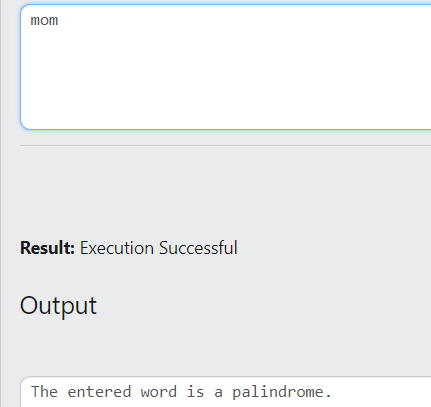 mom
Result: Execution Successful
Output
The entered word is a palindrome.